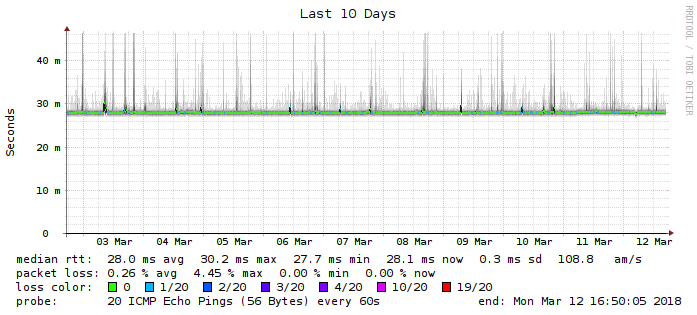 Last 10 Days
RRDTOOL / TOBI OETIKER
Seconds
40 m
30 m
20 m
10 m
0
03 Mar 04 Mar 05 Mar 06 Mar 07 Mar 08 Mar 09 Mar 10 Mar 11 Mar 12 Mar
median rtt: 28.0 ms avg 30.2 ms max 27.7 ms min 28.1 ms now 0.3 ms sd 108.8 am/s
packet loss: 0.26 % avg 4.45 % max 0.00 % min 0.00 % now
loss color: 0 1/20 2/20 3/20 4/20 10/20 19/20
probe: 20 ICMP Echo Pings (56 Bytes) every 60s end: Mon Mar 12 16:50:05 2018